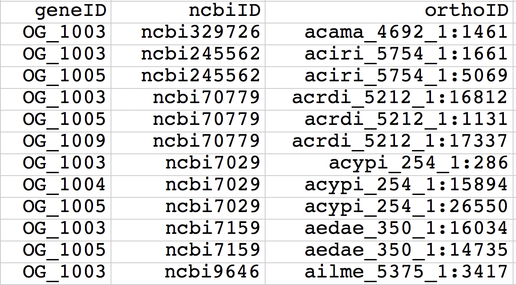 geneID ncbiID orthoID
OG_1003 ncbi329726 acama_4692_1:1461
OG_1003 ncbi245562 aciri_5754_1:1661
OG_1005 ncbi245562 aciri_5754_1:5069
OG_1003 ncbi70779 acrdi_5212_1:16812
OG_1005 ncbi70779 acrdi_5212_1:1131
OG_1009 ncbi70779 acrdi_5212_1:17337
OG_1003 ncbi7029 acypi_254_1:286
OG_1004 ncbi7029 acypi_254_1:15894
OG_1005 ncbi7029 acypi_254_1:26550
OG_1003 ncbi7159 aedae_350_1:16034
OG_1005 ncbi7159 aedae_350_1:14735
OG_1003 ncbi9646 ailme_5375_1:3417